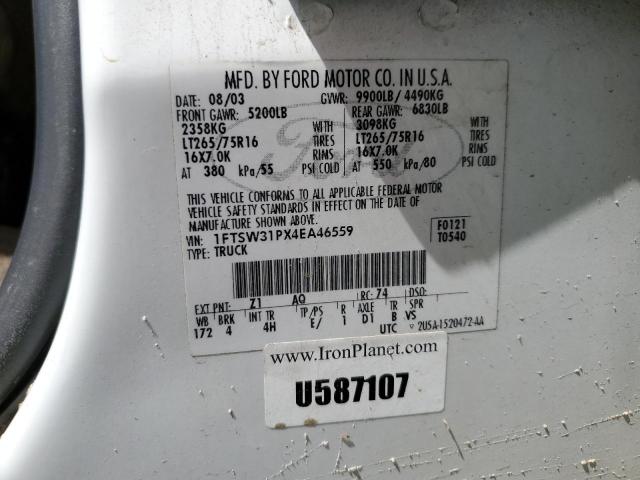 MFD. BY FORD MOTOR CO. IN U.S.A.
DATE: 08/03 GVWR: 9900LB/ 4490KG
FRONT GAWR: 5200LB REAR GAWR: 6830LB
2358KG WITH 3098KG WITH
LT265/75R16 TIRES LT265/75R16 TIRES
16X7.0K RIMS 16X7.0K RIMS
AT 380 kPa/55 PSI COLD AT 550 kPa/80 PSI COLD
Ford
THIS VEHICLE CONFORMS TO ALL APPLICABLE FEDERAL MOTOR
VEHICLE SAFETY STANDARDS IN EFFECT ON THE DATE OF
MANUFACTURE SHOWN ABOVE.
VIN: 1FTSW31PX4EA46559 F0121
TYPE: TRUCK T0540
EXT PNT: Z1 AQ RC: 74 DSO:
WB BRK INT TR TP/PS R AXLE TR SPR
172 4 4H E/ 1 D1 B VS
UTC 2U5A-1520472-AA
www.IronPlanet.com
U587107